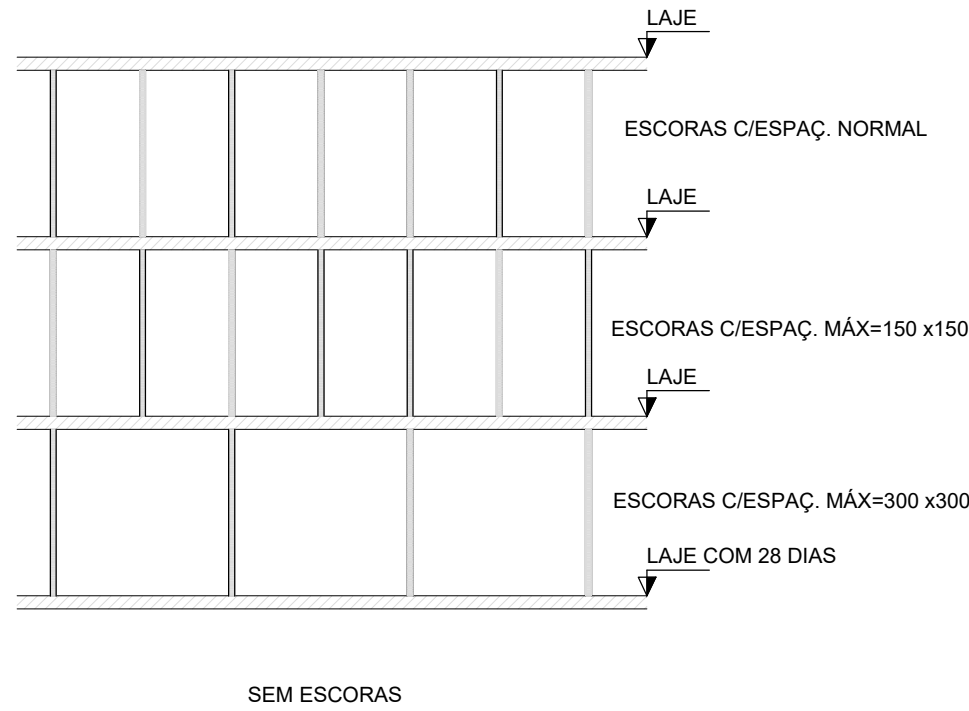 LAJE
ESCORAS C/ESPAÇ. NORMAL
LAJE
ESCORAS C/ESPAÇ. MÁX=150 x150
LAJE
ESCORAS C/ESPAÇ. MÁX=300 x300
LAJE COM 28 DIAS
SEM ESCORAS